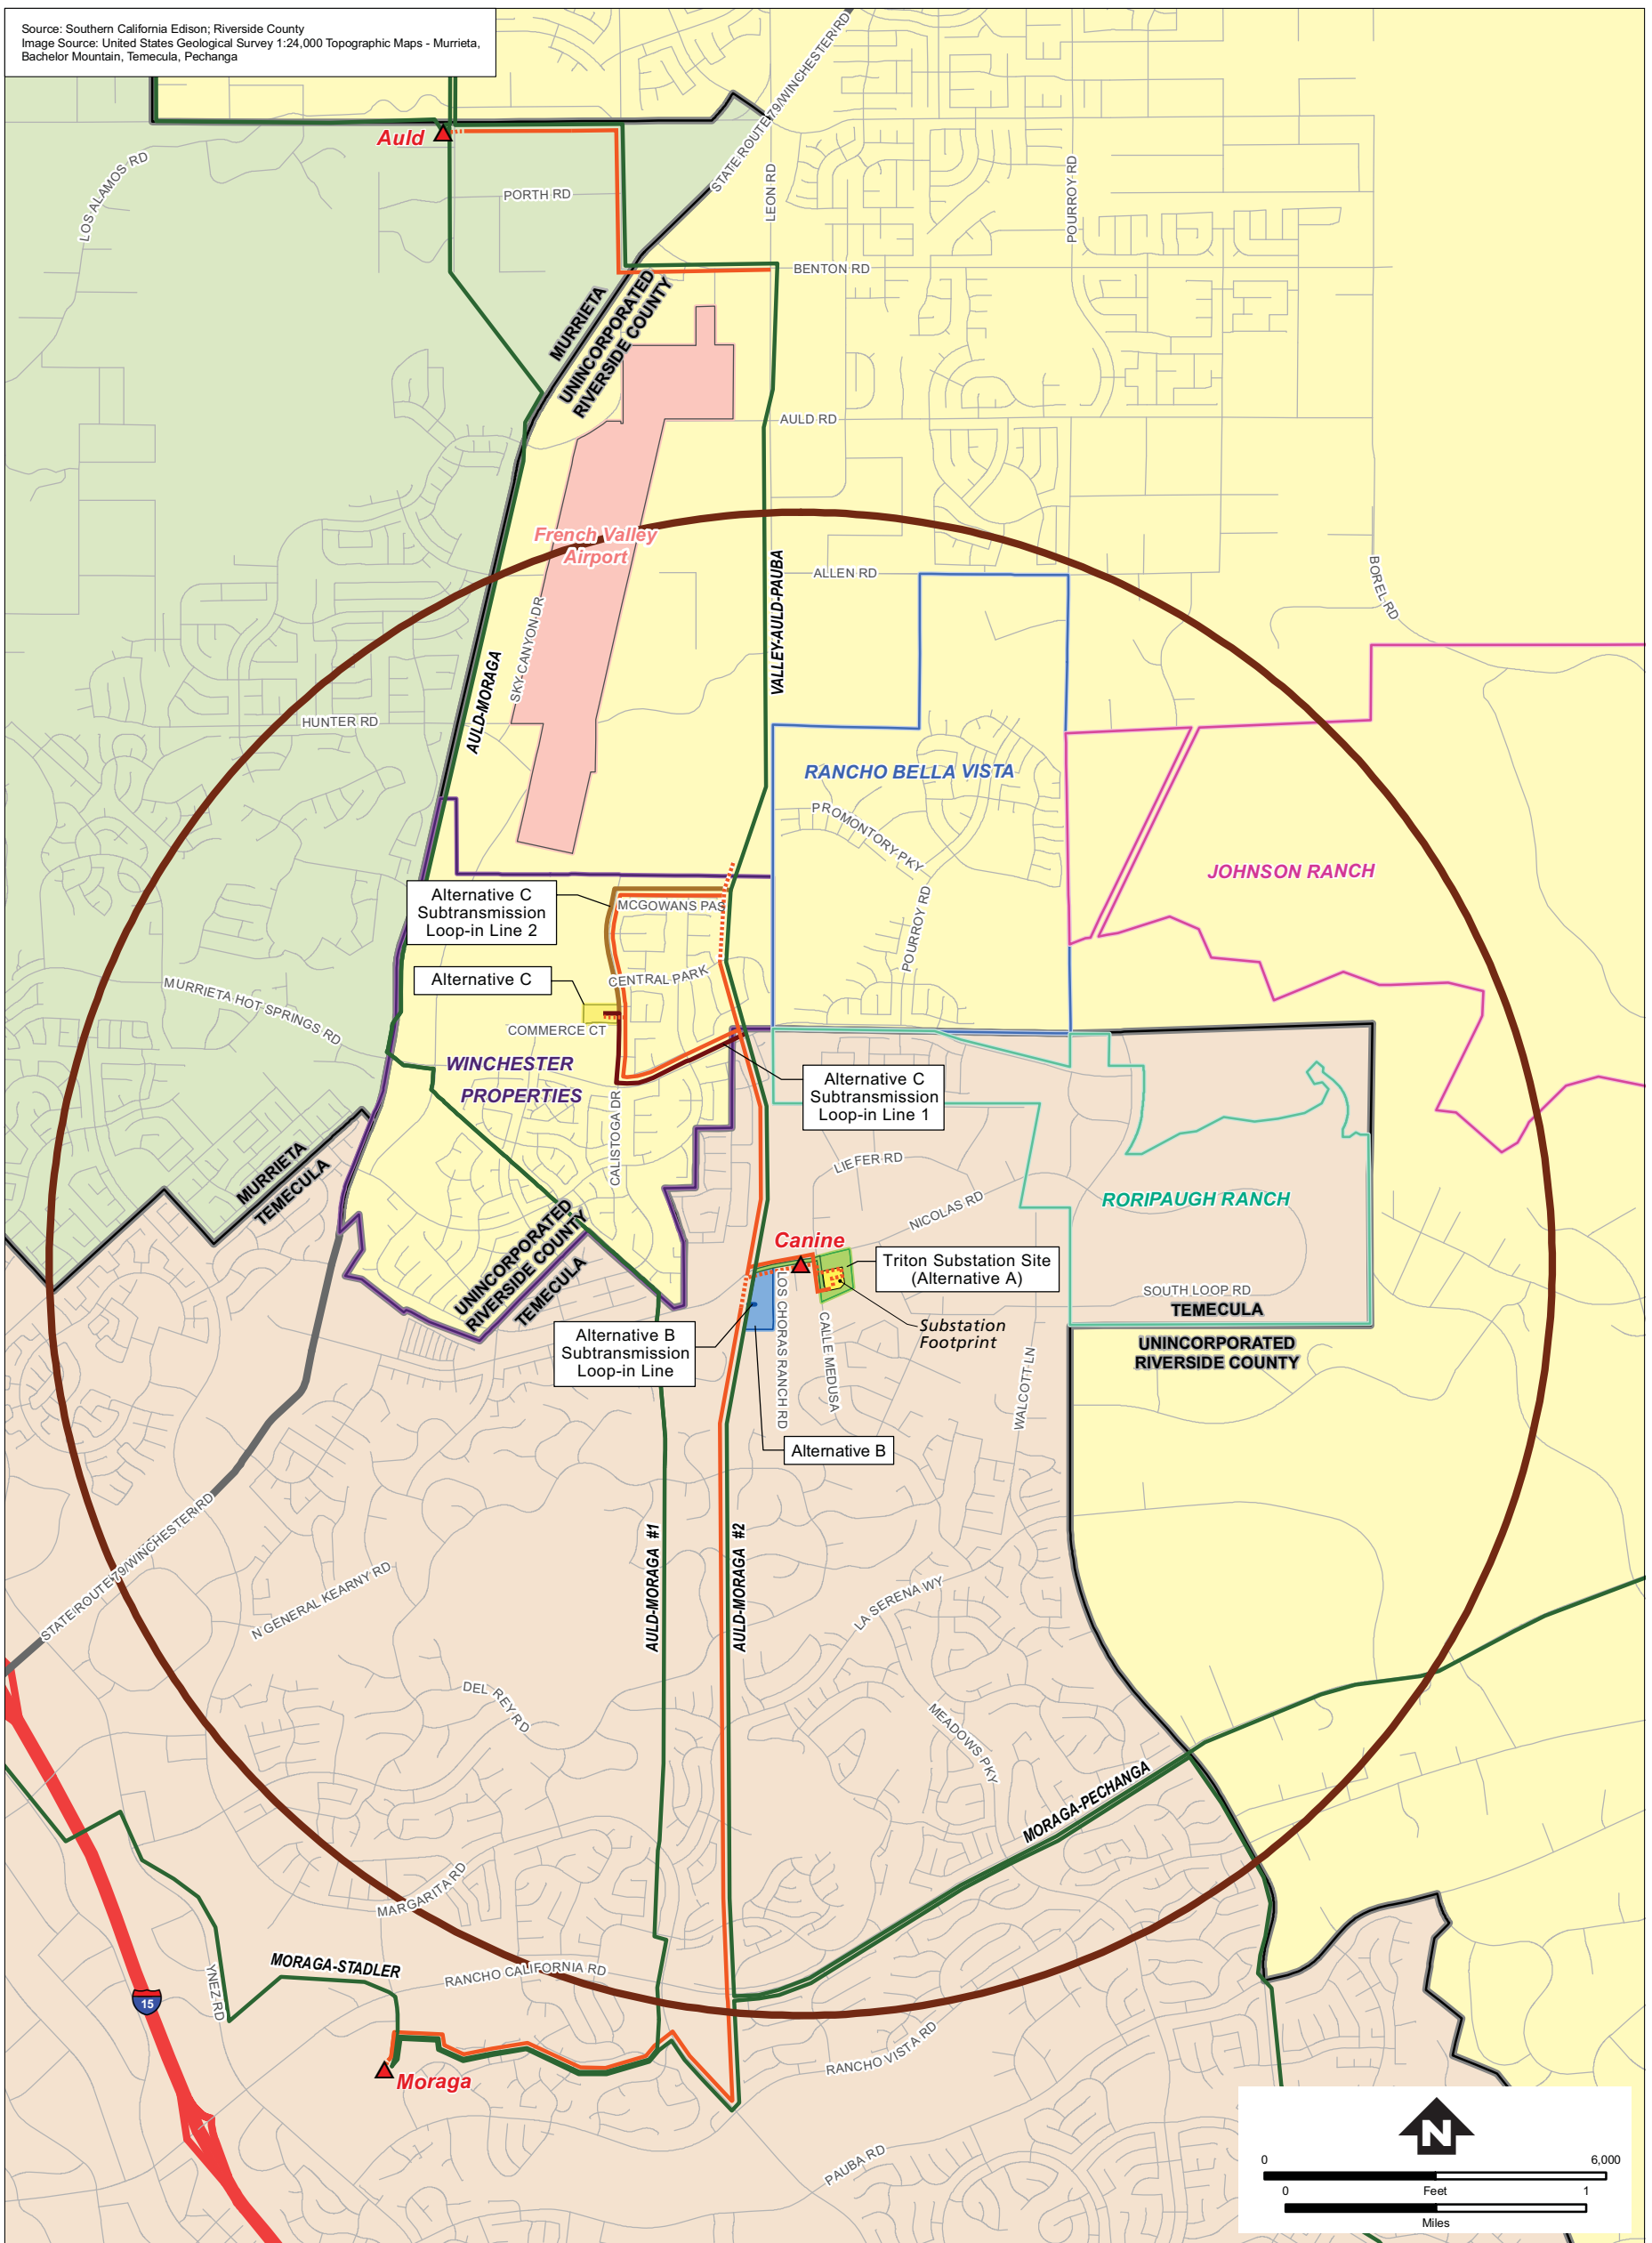 Source: Southern California Edison; Riverside County
Image Source: United States Geological Survey 1:24,000 Topographic Maps - Murrieta,
Bachelor Mountain, Temecula, Pechanga
STATE ROUTE 79/WINCHESTER RD
Auld
LOS ALAMOS RD
PORTH RD
LEON RD
POURROY RD
BENTON RD
MURRIETA
UNINCORPORATED
RIVERSIDE COUNTY
AULD RD
French Valley
Airport
ALLEN RD
BOREL RD
VALLEY-AULD-PAUBA
SKY CANYON DR
AULD-MORAGA
HUNTER RD
RANCHO BELLA VISTA
PROMONTORY PKY
JOHNSON RANCH
Alternative C
Subtransmission
Loop-in Line 2
MCGOWANS PAS
POURROY RD
CENTRAL PARK
Alternative C
MURRIETA HOT SPRINGS RD
COMMERCE CT
WINCHESTER
PROPERTIES
Alternative C
Subtransmission
Loop-in Line 1
CALISTOGA DR
LIEFER RD
MURRIETA
TEMECULA
NICOLAS RD
RORIPAUGH RANCH
UNINCORPORATED
RIVERSIDE COUNTY
TEMECULA
Canine
Triton Substation Site
(Alternative A)
SOUTH LOOP RD
TEMECULA
UNINCORPORATED
RIVERSIDE COUNTY
Substation
Footprint
LOS CHORAS RANCH RD
CALLE MEDUSA
WALCOTT LN
Alternative B
Subtransmission
Loop-in Line
Alternative B
STATE ROUTE 79/WINCHESTER RD
N GENERAL KEARNY RD
AULD-MORAGA #1
AULD-MORAGA #2
LA SERENA WY
DEL REY RD
MEADOWS PKY
MORAGA-PECHANGA
MARGARITA RD
MORAGA-STADLER
RANCHO CALIFORNIA RD
YNEZ RD
15
RANCHO VISTA RD
Moraga
PAUBA RD
N
0 6,000
Feet
0 1
Miles